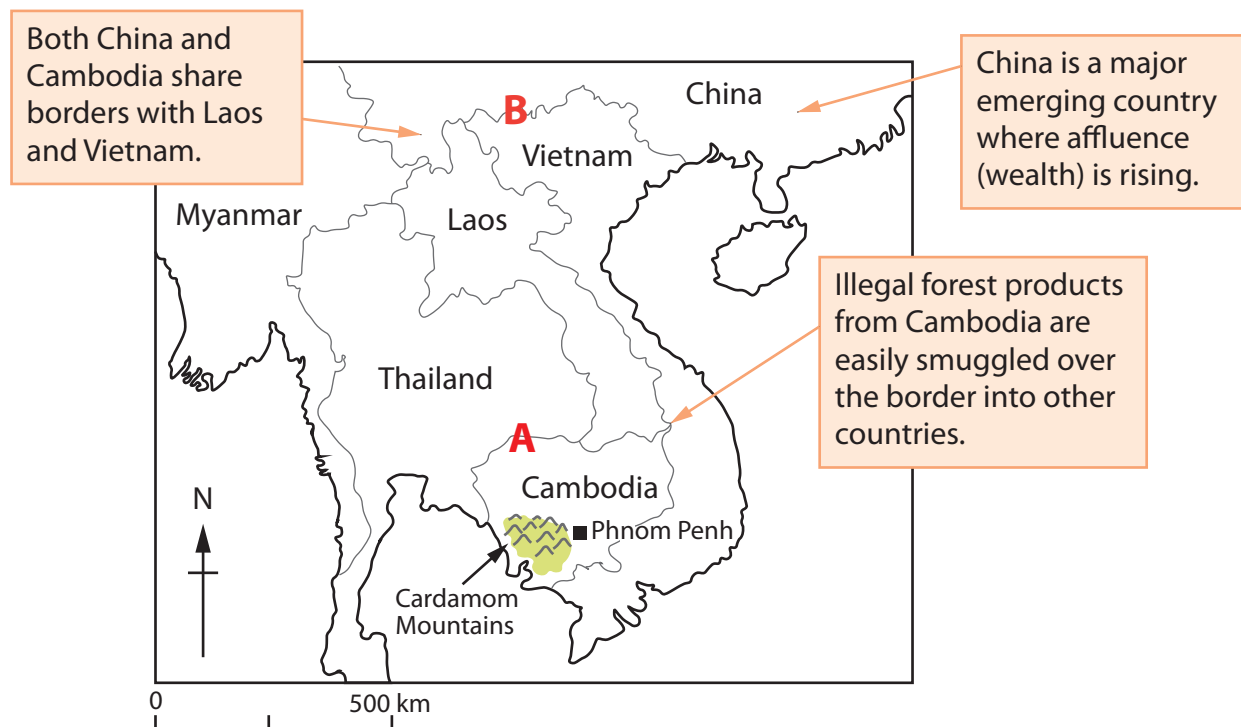 Both China and
Cambodia share
borders with Laos
and Vietnam.
China is a major
emerging country
where affluence
(wealth) is rising.
China
B
Vietnam
Myanmar
Laos
Illegal forest products
from Cambodia are
easily smuggled over
the border into other
countries.
Thailand
A
Cambodia
N
Phnom Penh
Cardamom
Mountains
0 500 km